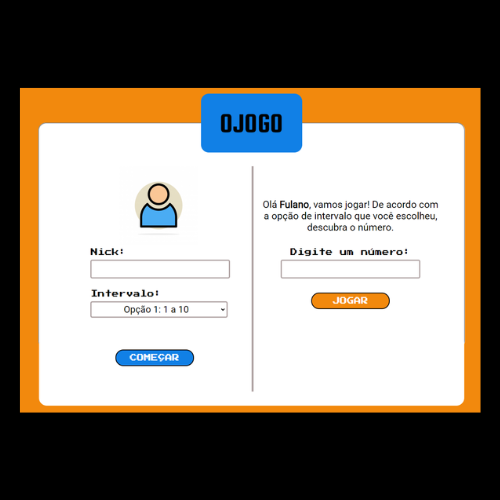 OJOGO
Nick:
Intervalo:
Opção 1: 1 a 10
COMEÇAR
Olá Fulano, vamos jogar! De acordo com
a opção de intervalo que você escolheu,
descubra o número.
Digite um número:
JOGAR